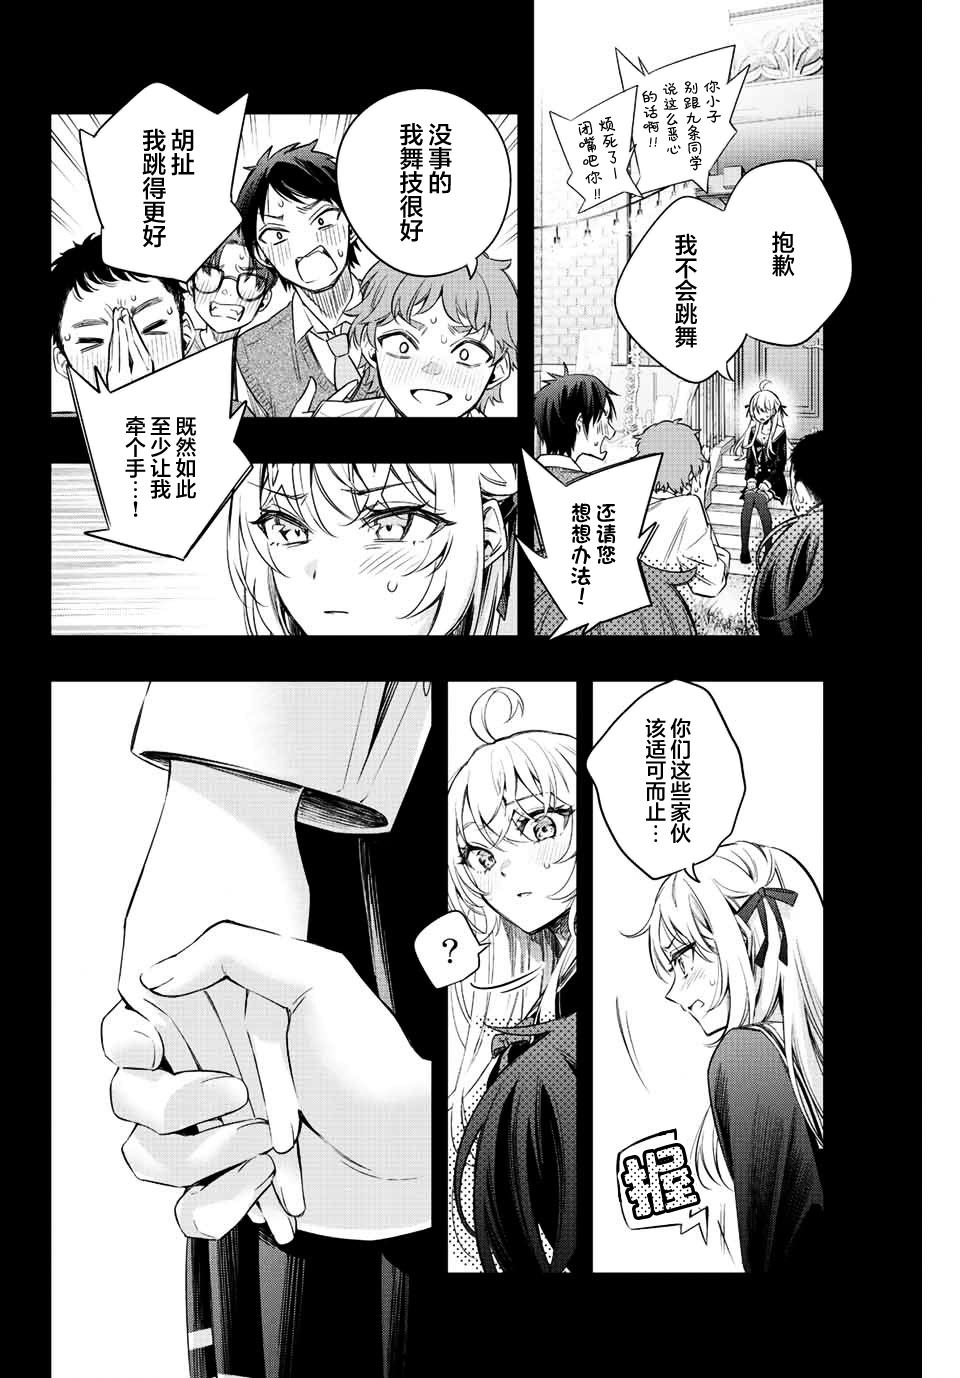 抱歉
我不会跳舞
你小子
别跟九条同学
说这么恶心
的话啊!!
烦死了—
闭嘴吧你!!
还请您
想想办法！
没事的
我舞技很好
胡扯
我跳得更好
既然如此
至少让我
牵个手…！
你们这些家伙
该适可而止…
握
？